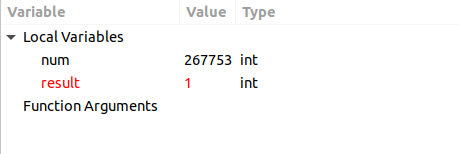 Variable Value Type
Local Variables
num 267753 int
result 1 int
Function Arguments